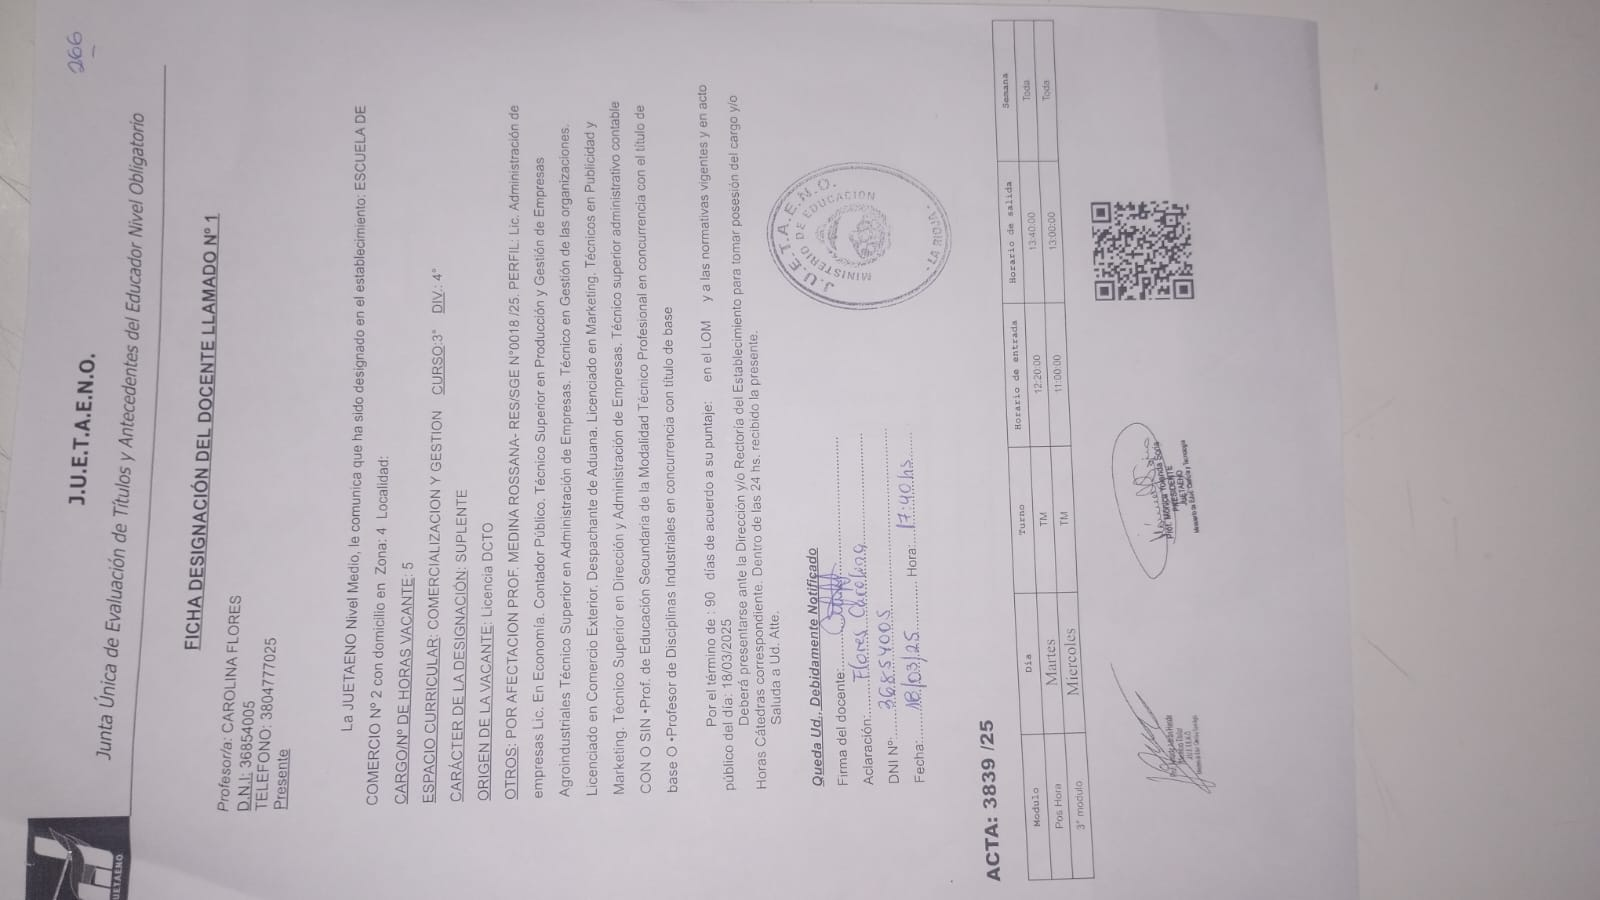 266
JUETAENO
J.U.E.T.A.E.N.O.
Junta Única de Evaluación de Títulos y Antecedentes del Educador Nivel Obligatorio
FICHA DESIGNACIÓN DEL DOCENTE LLAMADO Nº 1
Profesor/a: CAROLINA FLORES
D.N.I: 36854005
TELEFONO: 3804777025
Presente
La JUETAENO Nivel Medio, le comunica que ha sido designado en el establecimiento: ESCUELA DE
COMERCIO Nº 2 con domicilio en Zona: 4 Localidad:
CARGO/Nº DE HORAS VACANTE: 5
ESPACIO CURRICULAR: COMERCIALIZACION Y GESTION CURSO:3° DIV.: 4°
CARÁCTER DE LA DESIGNACIÓN: SUPLENTE
ORIGEN DE LA VACANTE: Licencia DCTO
OTROS: POR AFECTACION PROF. MEDINA ROSSANA- RES/SGE N°0018 /25. PERFIL: Lic. Administración de
empresas Lic. En Economía. Contador Público. Técnico Superior en Producción y Gestión de Empresas
Agroindustriales Técnico Superior en Administración de Empresas. Técnico en Gestión de las organizaciones.
Licenciado en Comercio Exterior. Despachante de Aduana. Licenciado en Marketing. Técnicos en Publicidad y
Marketing. Técnico Superior en Dirección y Administración de Empresas. Técnico superior administrativo contable
CON O SIN •Prof. de Educación Secundaría de la Modalidad Técnico Profesional en concurrencia con el título de
base O •Profesor de Disciplinas Industriales en concurrencia con título de base
Por el término de : 90 días de acuerdo a su puntaje: en el LOM y a las normativas vigentes y en acto
público del día: 18/03/2025
Deberá presentarse ante la Dirección y/o Rectoría del Establecimiento para tomar posesión del cargo y/o
Horas Cátedras correspondiente. Dentro de las 24 hs. recibido la presente.
Saluda a Ud. Atte.
J.U.E.T.A.E.N.O.
MINISTERIO DE EDUCACION
- LA RIOJA -
Queda Ud., Debidamente Notificado
Firma del docente:
Aclaración: Flores Carolina
DNI Nº: 36854005
Fecha: 18/03/25 Hora: 17:40 hs
ACTA: 3839 /25
Modulo Día Turno Horario de entrada Horario de salida Semana
Pos Hora Martes TM 12:20:00 13:40:00 Toda
3° modulo Miercoles TM 11:00:00 13:00:00 Toda
PRESIDENTE
JUETAENO